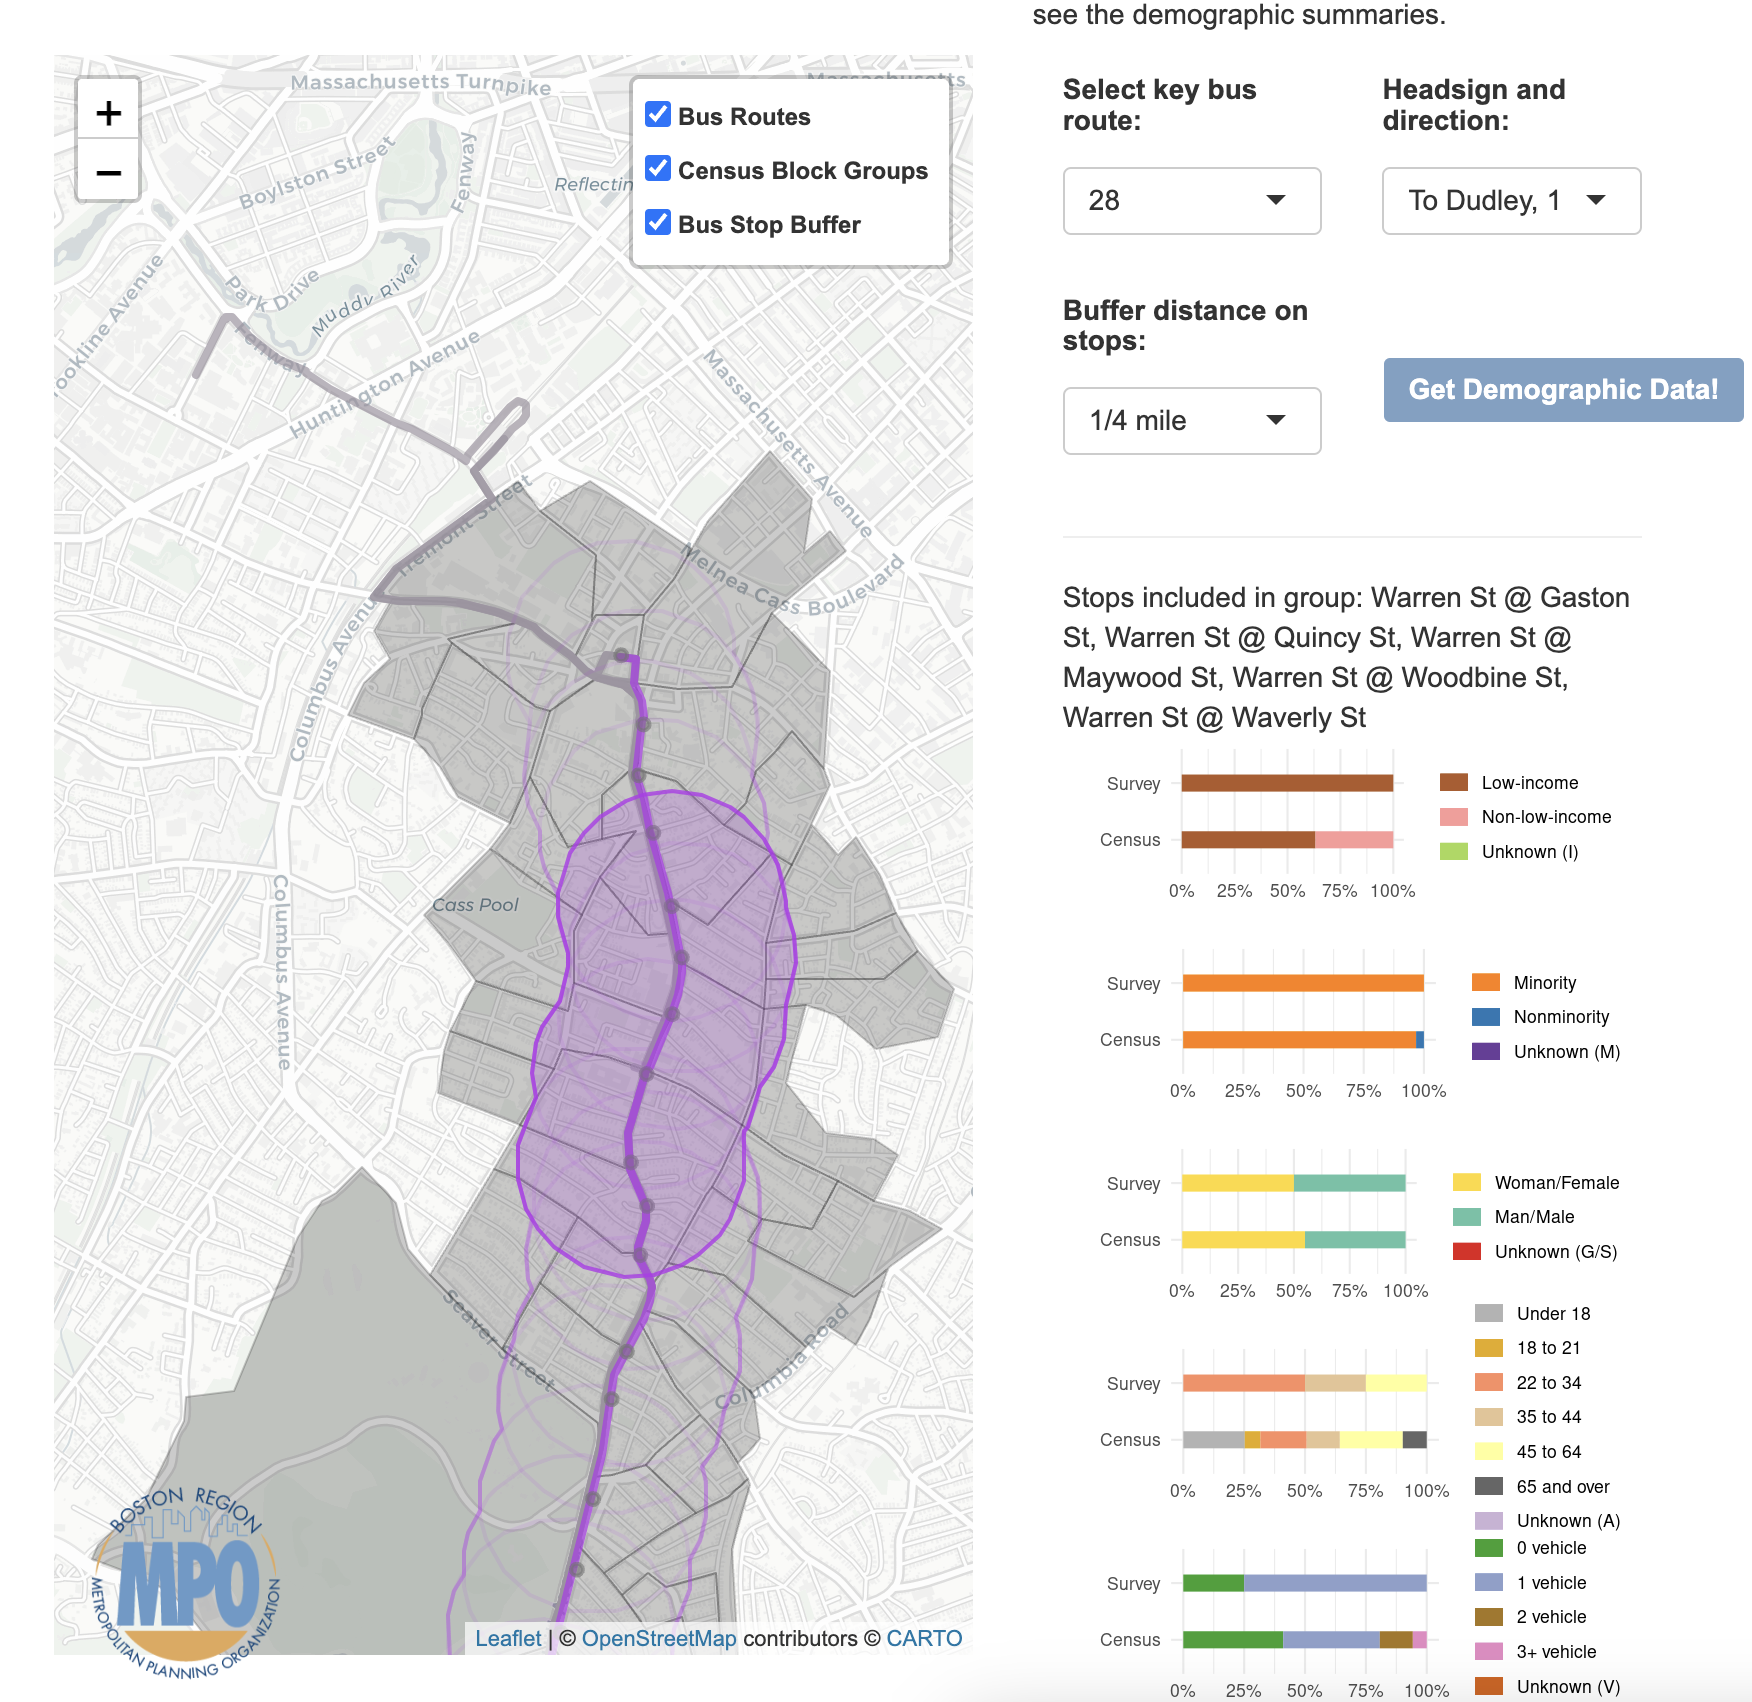 see the demographic summaries.
Massachusetts Turnpike
Massachusetts
+
−
Bus Routes
Census Block Groups
Bus Stop Buffer
Boylston Street
Fenway
Park Drive
Muddy River
Fenway
Huntington Avenue
Massachusetts Avenue
Tremont Street
Melnea Cass Boulevard
Columbus Avenu
Cass Pool
Columbus Avenue
Seaver Street
Columbia Road
BOSTON REGION
MPO
METROPOLITAN PLANNING ORGANIZATION
Leaflet | © OpenStreetMap contributors © CARTO
Select key bus
route:
28
Headsign and
direction:
To Dudley, 1
Buffer distance on
stops:
1/4 mile
Get Demographic Data!
Stops included in group: Warren St @ Gaston
St, Warren St @ Quincy St, Warren St @
Maywood St, Warren St @ Woodbine St,
Warren St @ Waverly St
Survey
Census
0% 25% 50% 75% 100%
Low-income
Non-low-income
Unknown (I)
Survey
Census
0% 25% 50% 75% 100%
Minority
Nonminority
Unknown (M)
Survey
Census
0% 25% 50% 75% 100%
Woman/Female
Man/Male
Unknown (G/S)
Survey
Census
0% 25% 50% 75% 100%
Under 18
18 to 21
22 to 34
35 to 44
45 to 64
65 and over
Unknown (A)
Survey
Census
0% 25% 50% 75% 100%
0 vehicle
1 vehicle
2 vehicle
3+ vehicle
Unknown (V)